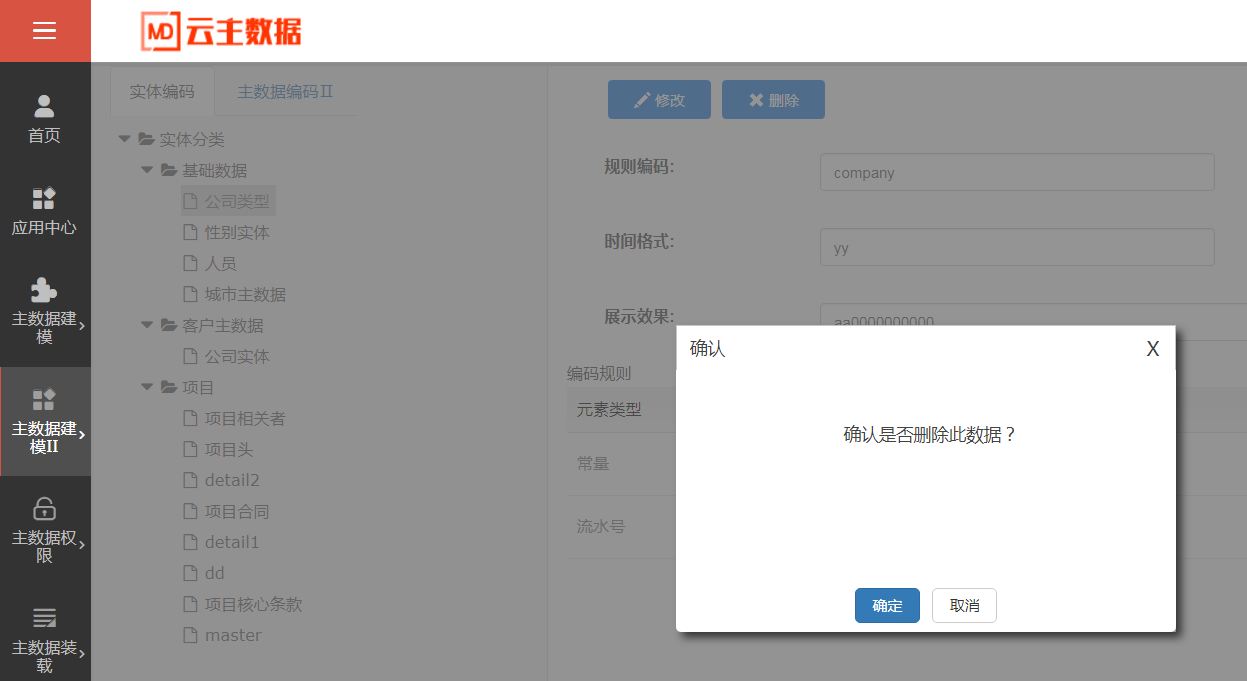 MD 云主数据
首页
应用中心
主数据建
模
主数据建
模II
主数据权
限
主数据装
载
实体编码
主数据编码II
实体分类
基础数据
公司类型
性别实体
人员
城市主数据
客户主数据
公司实体
项目
项目相关者
项目头
detail2
项目合同
detail1
dd
项目核心条款
master
修改
删除
规则编码:
company
时间格式:
yy
展示效果:
aa0000000000
编码规则
元素类型
常量
流水号
确认
X
确认是否删除此数据？
确定
取消